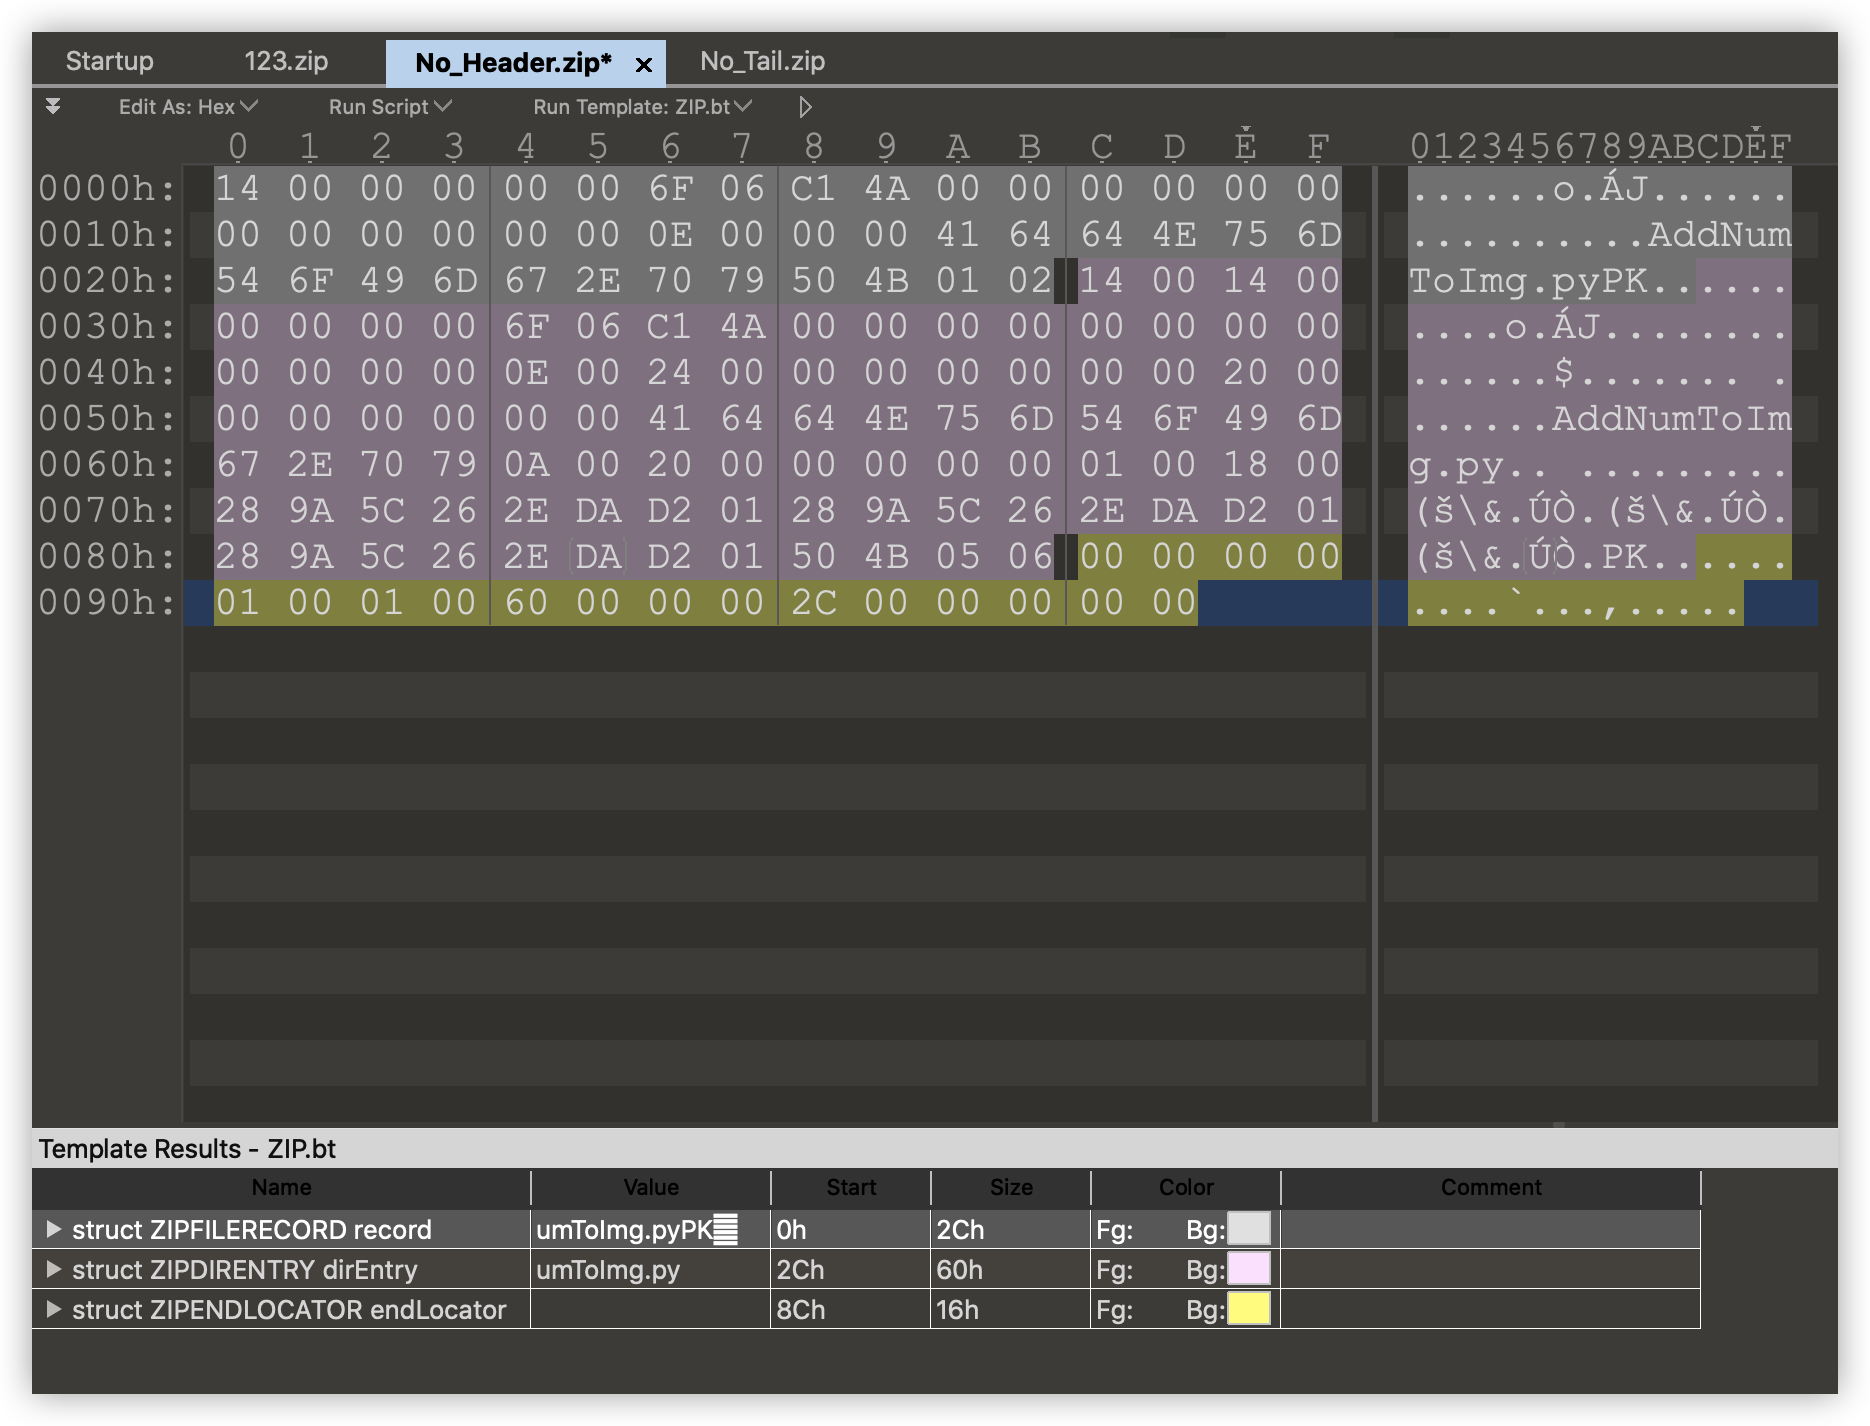 Startup 123.zip No_Header.zip* x No_Tail.zip
Edit As: Hex Run Script Run Template: ZIP.bt
0 1 2 3 4 5 6 7 8 9 A B C D E F 0123456789ABCDEF
0000h: 14 00 00 00 00 00 6F 06 C1 4A 00 00 00 00 00 00 ......o.ÁJ......
0010h: 00 00 00 00 00 00 0E 00 00 00 41 64 64 4E 75 6D ..........AddNum
0020h: 54 6F 49 6D 67 2E 70 79 50 4B 01 02 14 00 14 00 ToImg.pyPK......
0030h: 00 00 00 00 6F 06 C1 4A 00 00 00 00 00 00 00 00 ....o.ÁJ........
0040h: 00 00 00 00 0E 00 24 00 00 00 00 00 00 00 20 00 ......$....... .
0050h: 00 00 00 00 00 00 41 64 64 4E 75 6D 54 6F 49 6D ......AddNumToIm
0060h: 67 2E 70 79 0A 00 20 00 00 00 00 00 01 00 18 00 g.py.. .........
0070h: 28 9A 5C 26 2E DA D2 01 28 9A 5C 26 2E DA D2 01 (š\&.ÚÒ.(š\&.ÚÒ.
0080h: 28 9A 5C 26 2E DA D2 01 50 4B 05 06 00 00 00 00 (š\&.ÚÒ.PK......
0090h: 01 00 01 00 60 00 00 00 2C 00 00 00 00 00 ....`...,.....
Template Results - ZIP.bt
Name Value Start Size Color Comment
struct ZIPFILERECORD record umToImg.pyPK 0h 2Ch Fg: Bg:
struct ZIPDIRENTRY dirEntry umToImg.py 2Ch 60h Fg: Bg:
struct ZIPENDLOCATOR endLocator 8Ch 16h Fg: Bg: